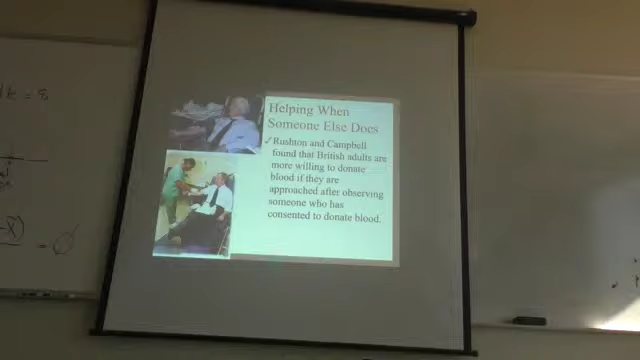 Helping When
Someone Else Does
✓ Rushton and Campbell
found that British adults are
more willing to donate
blood if they are
approached after observing
someone who has
consented to donate blood.
= 8
= ∅